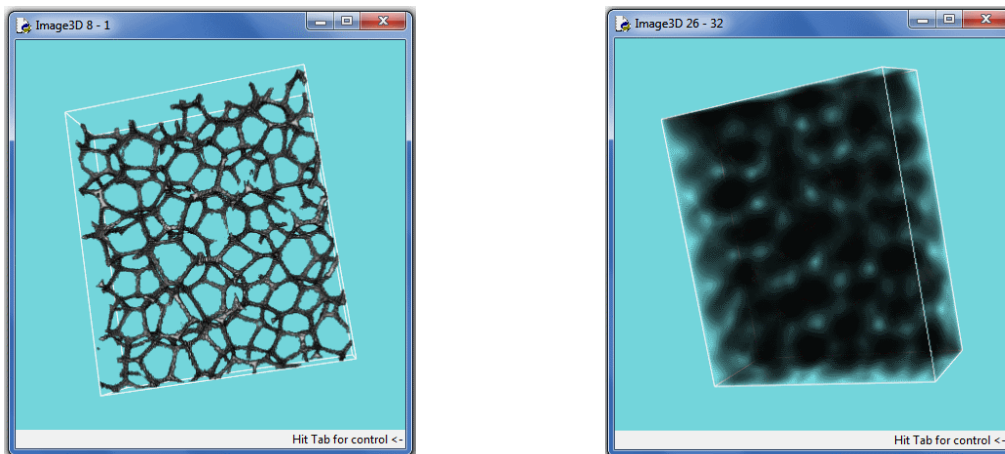 Image3D 8 - 1
Hit Tab for control <-
Image3D 26 - 32
Hit Tab for control <-